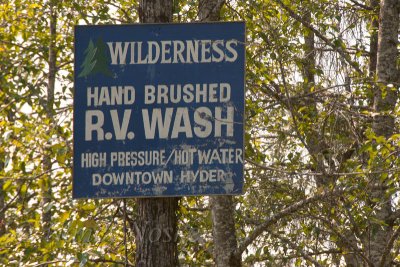 WILDERNESS
HAND BRUSHED
R.V. WASH
HIGH PRESSURE/HOT WATER
DOWNTOWN HYDER